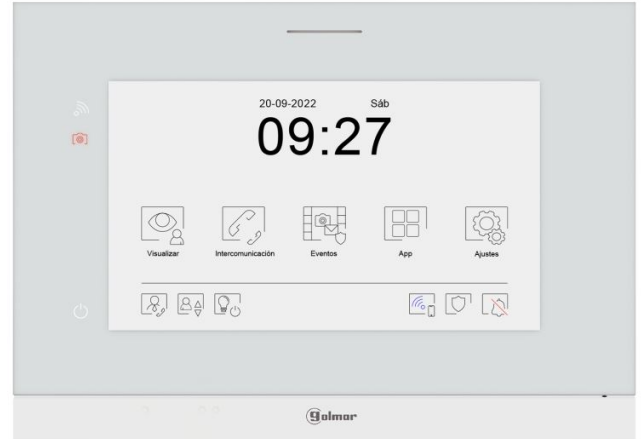 20-09-2022 Sáb
09:27
Visualizar Intercomunicación Eventos App Ajustes
Golmar